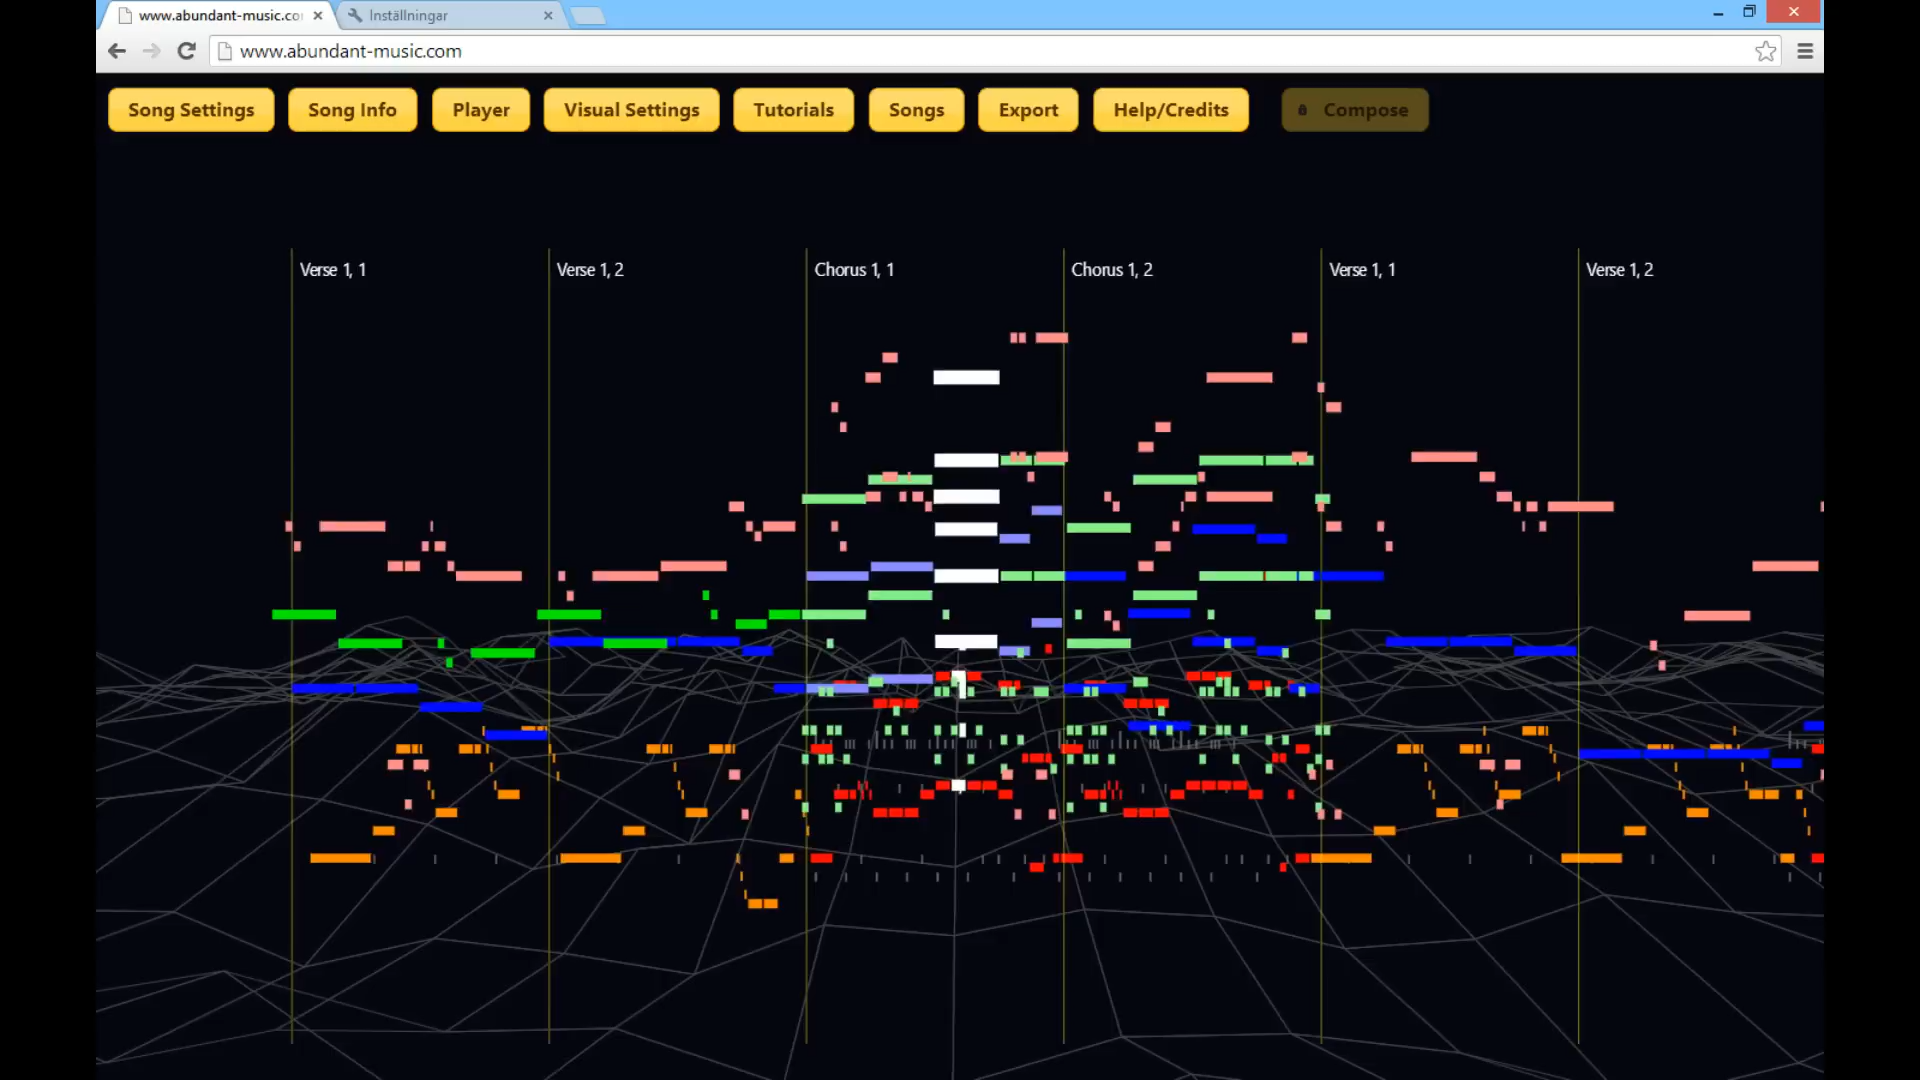 www.abundant-music.co
Inställningar
www.abundant-music.com
Song Settings
Song Info
Player
Visual Settings
Tutorials
Songs
Export
Help/Credits
Compose
Verse 1, 1
Verse 1, 2
Chorus 1, 1
Chorus 1, 2
Verse 1, 1
Verse 1, 2